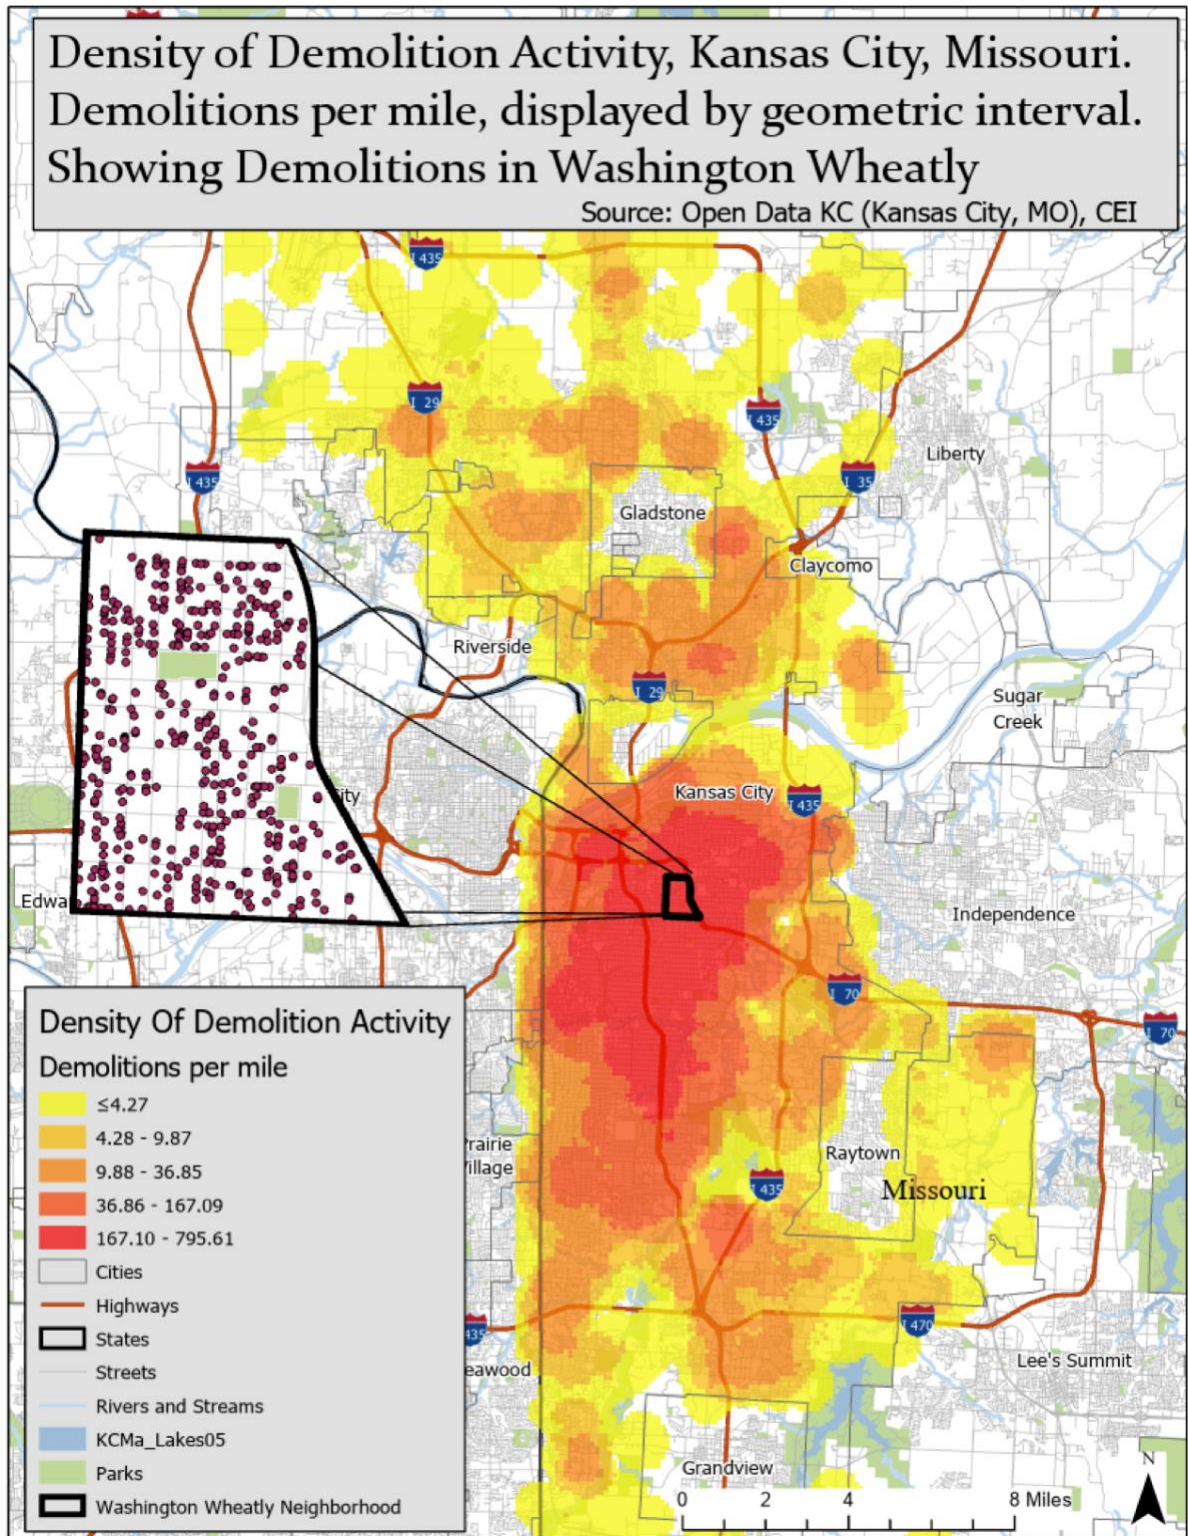 Density of Demolition Activity, Kansas City, Missouri.
Demolitions per mile, displayed by geometric interval.
Showing Demolitions in Washington Wheatly
Source: Open Data KC (Kansas City, MO), CEI
I 435
I 29
I 435
I 435
I 35
Liberty
Gladstone
Claycomo
Riverside
I 29
Sugar
Creek
Kansas City
I 435
City
Edwa
Independence
I 70
I 70
Prairie
Village
Raytown
I 435
Missouri
435
I 470
eawood
Lee's Summit
Grandview
Density Of Demolition Activity
Demolitions per mile
≤4.27
4.28 - 9.87
9.88 - 36.85
36.86 - 167.09
167.10 - 795.61
Cities
Highways
States
Streets
Rivers and Streams
KCMa_Lakes05
Parks
Washington Wheatly Neighborhood
0 2 4 8 Miles
N